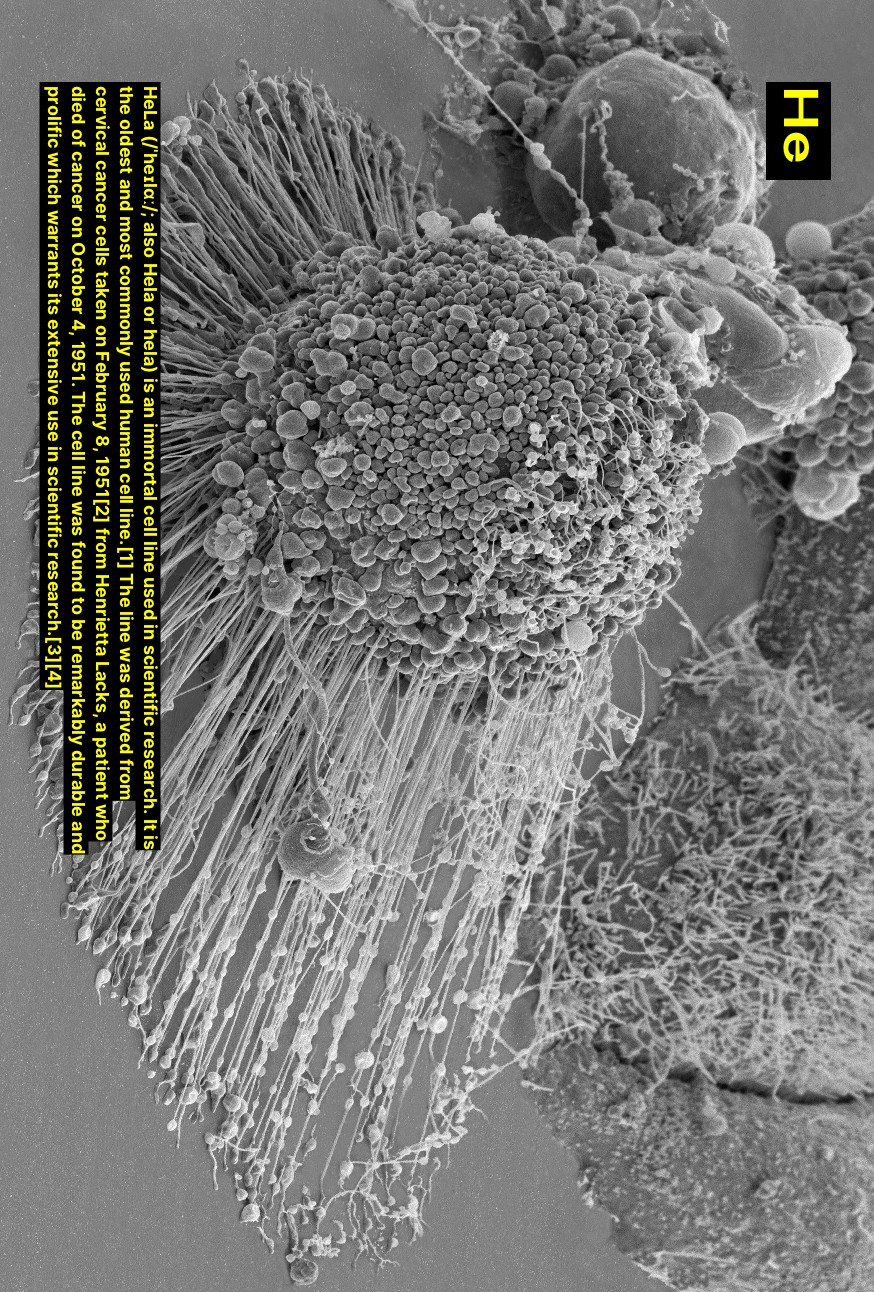 He
HeLa (/ˈheɪlɑː/; also Hela or hela) is an immortal cell line used in scientific research. It is
the oldest and most commonly used human cell line.[1] The line was derived from
cervical cancer cells taken on February 8, 1951[2] from Henrietta Lacks, a patient who
died of cancer on October 4, 1951. The cell line was found to be remarkably durable and
prolific which warrants its extensive use in scientific research.[3][4]